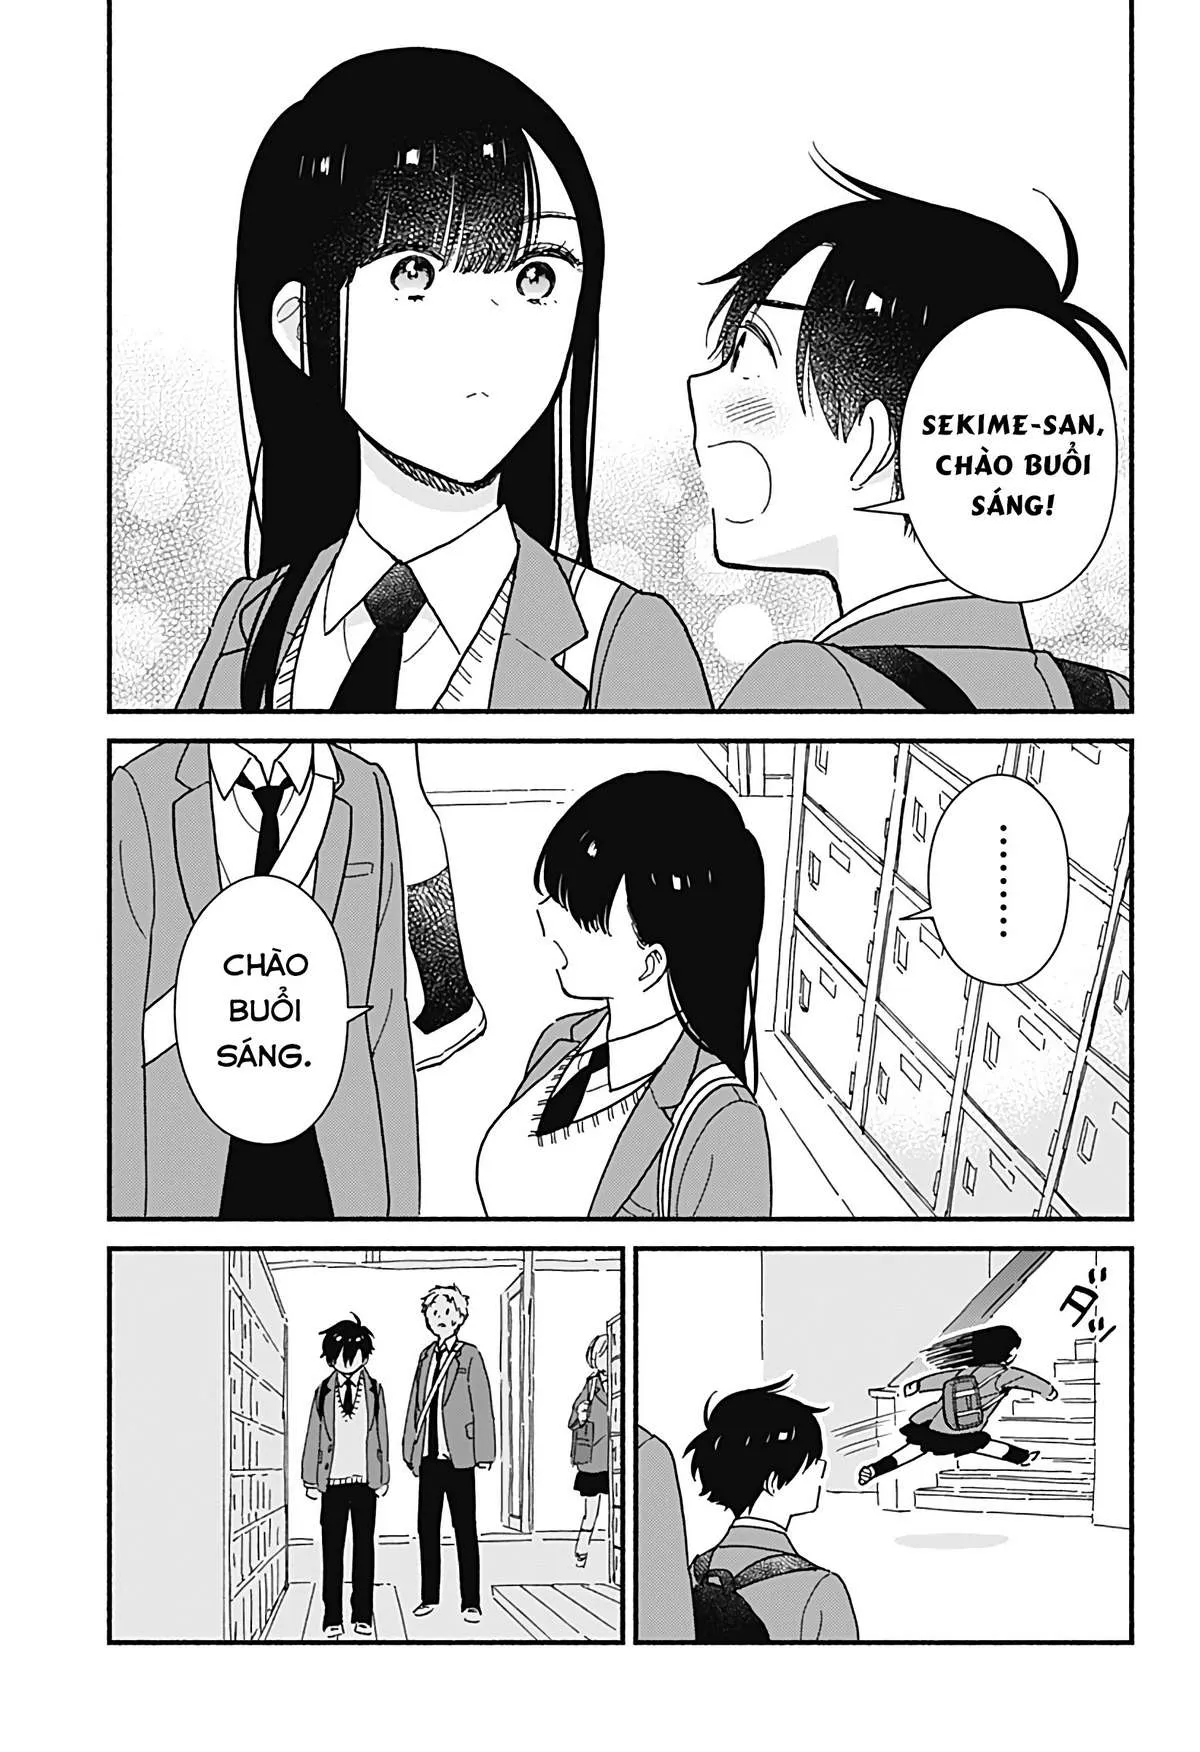 SEKIME-SAN,
CHÀO BUỔI
SÁNG!
.........
CHÀO
BUỔI
SÁNG.